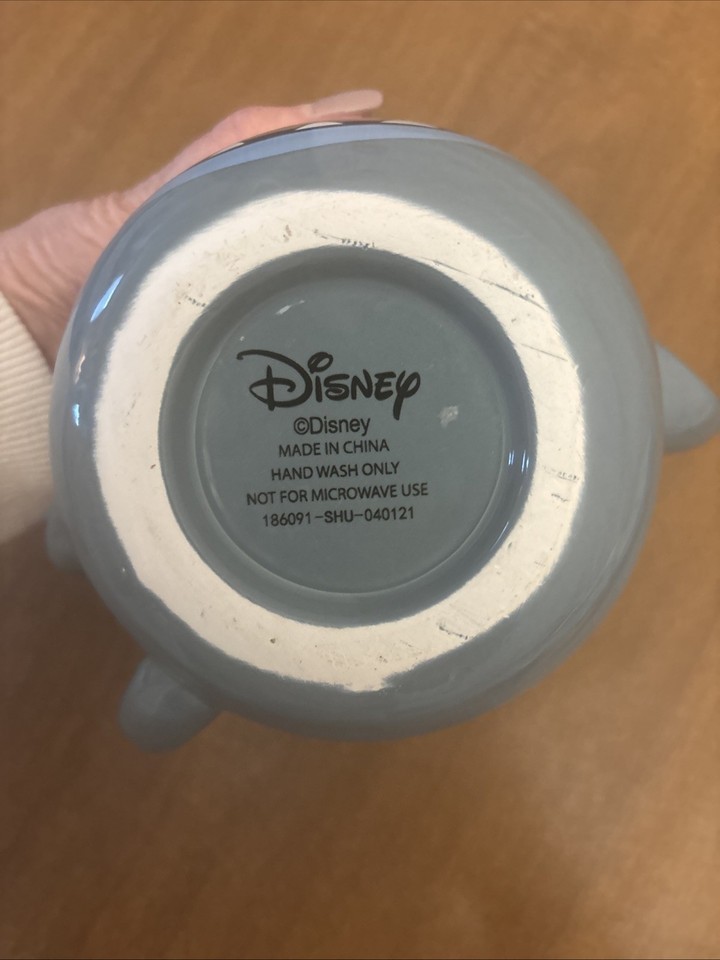 Disney
©Disney
MADE IN CHINA
HAND WASH ONLY
NOT FOR MICROWAVE USE
186091-SHU-040121